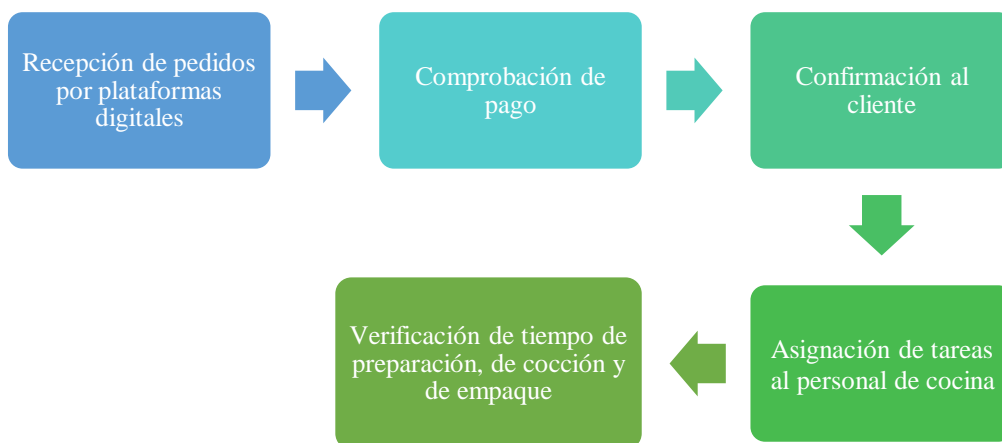 Recepción de pedidos
por plataformas
digitales
Comprobación de
pago
Confirmación al
cliente
Asignación de tareas
al personal de cocina
Verificación de tiempo de
preparación, de cocción y
de empaque